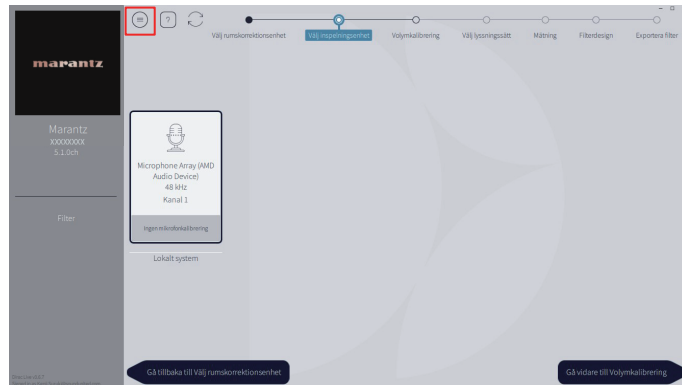 ?
Välj rumskorrektionsenhet
Välj inspelningsenhet
Volymkalibrering
Välj lyssningssätt
Mätning
Filterdesign
Exportera filter
marantz
Marantz
XXXXXXXX
5.1.0ch
Filter
Microphone Array (AMD
Audio Device)
48 kHz
Kanal 1
Ingen mikrofonkalibrering
Lokalt system
Gå tillbaka till Välj rumskorrektionsenhet
Gå vidare till Volymkalibrering